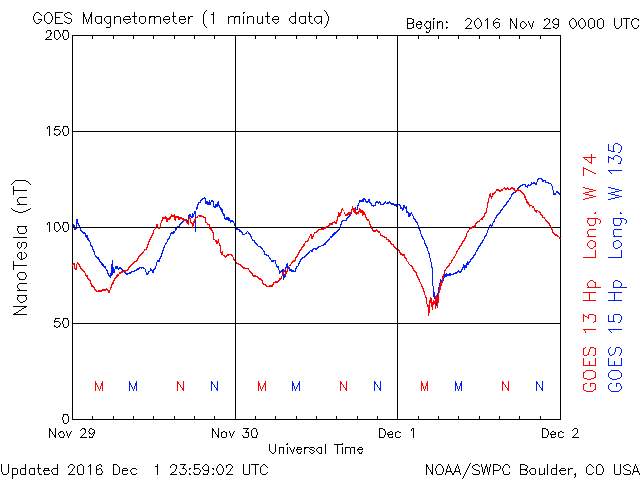 GOES Magnetometer (1 minute data)
Begin: 2016 Nov 29 0000 UTC
200
150
100
50
0
NanoTesla (nT)
M M N N M M N N M M N N
Nov 29 Nov 30 Dec 1 Dec 2
Universal Time
GOES 13 Hp Long. W 74
GOES 15 Hp Long. W 135
Updated 2016 Dec 1 23:59:02 UTC
NOAA/SWPC Boulder, CO USA